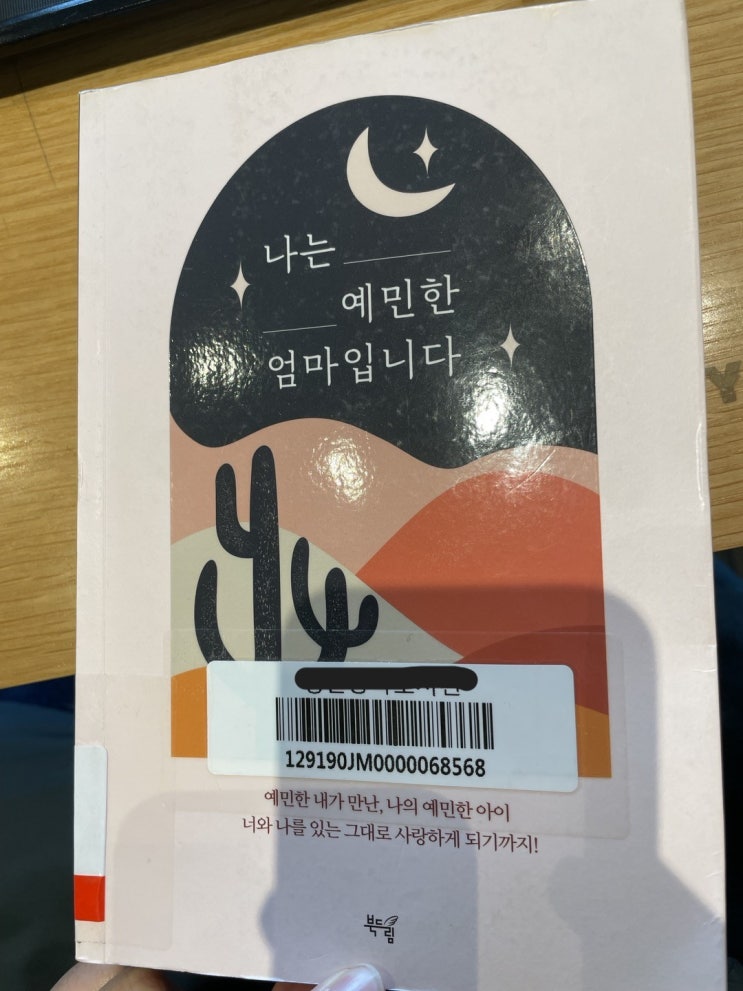 나는
예민한
엄마입니다
129190JM0000068568
예민한 내가 만난, 나의 예민한 아이
너와 나를 있는 그대로 사랑하게 되기까지!
북드림
Y